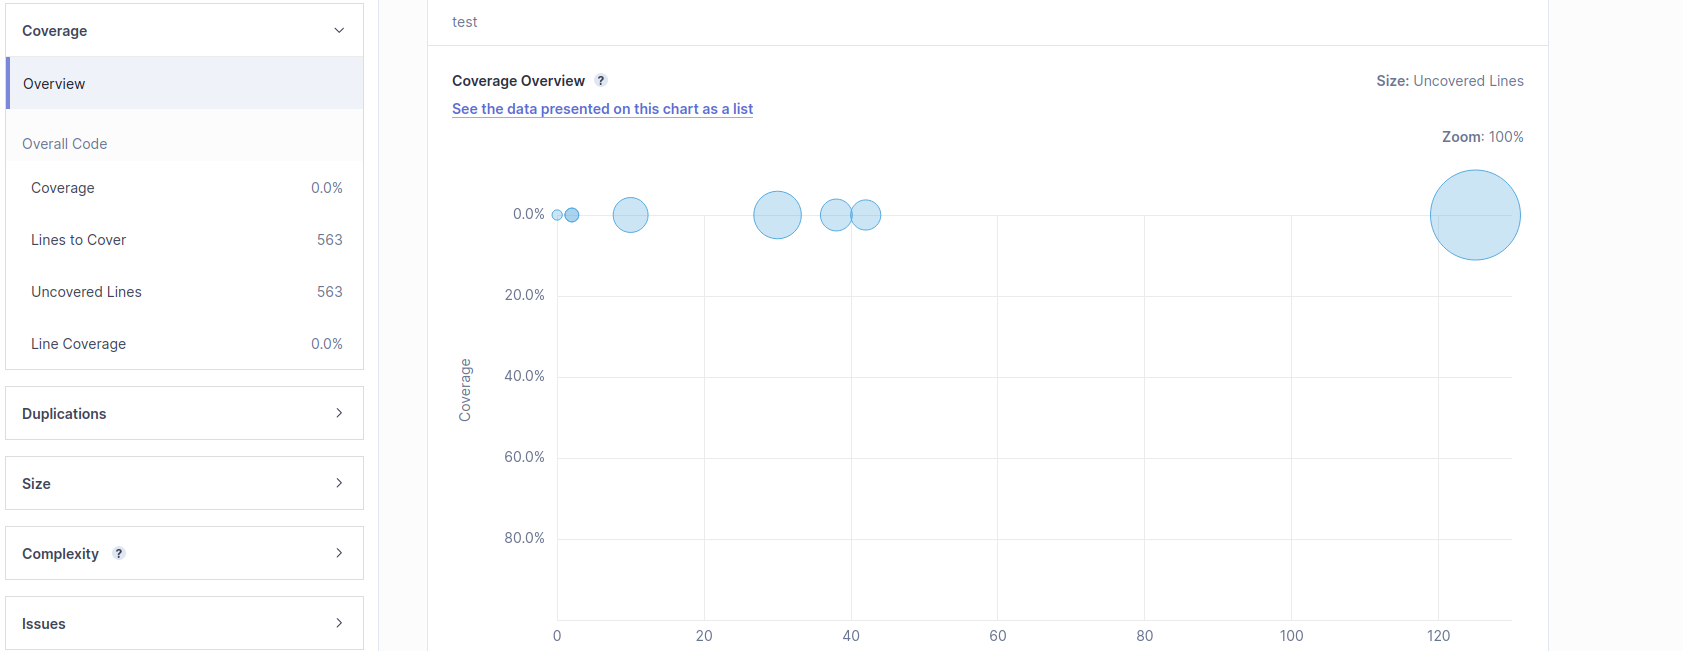 Coverage
Overview
Overall Code
Coverage 0.0%
Lines to Cover 563
Uncovered Lines 563
Line Coverage 0.0%
Duplications
Size
Complexity ?
Issues
test
Coverage Overview ?
Size: Uncovered Lines
See the data presented on this chart as a list
Zoom: 100%
0.0%
20.0%
40.0%
60.0%
80.0%
Coverage
0 20 40 60 80 100 120